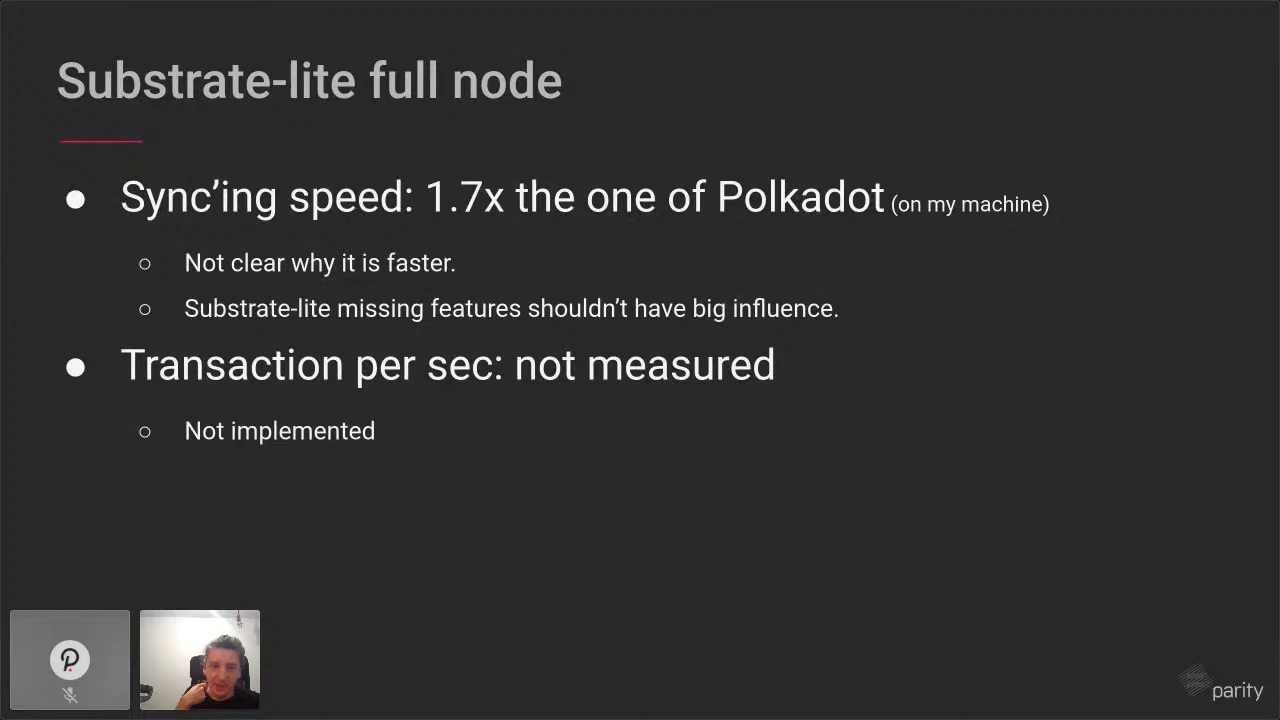 Substrate-lite full node
● Sync’ing speed: 1.7x the one of Polkadot (on my machine)
○ Not clear why it is faster.
○ Substrate-lite missing features shouldn’t have big influence.
● Transaction per sec: not measured
○ Not implemented
parity